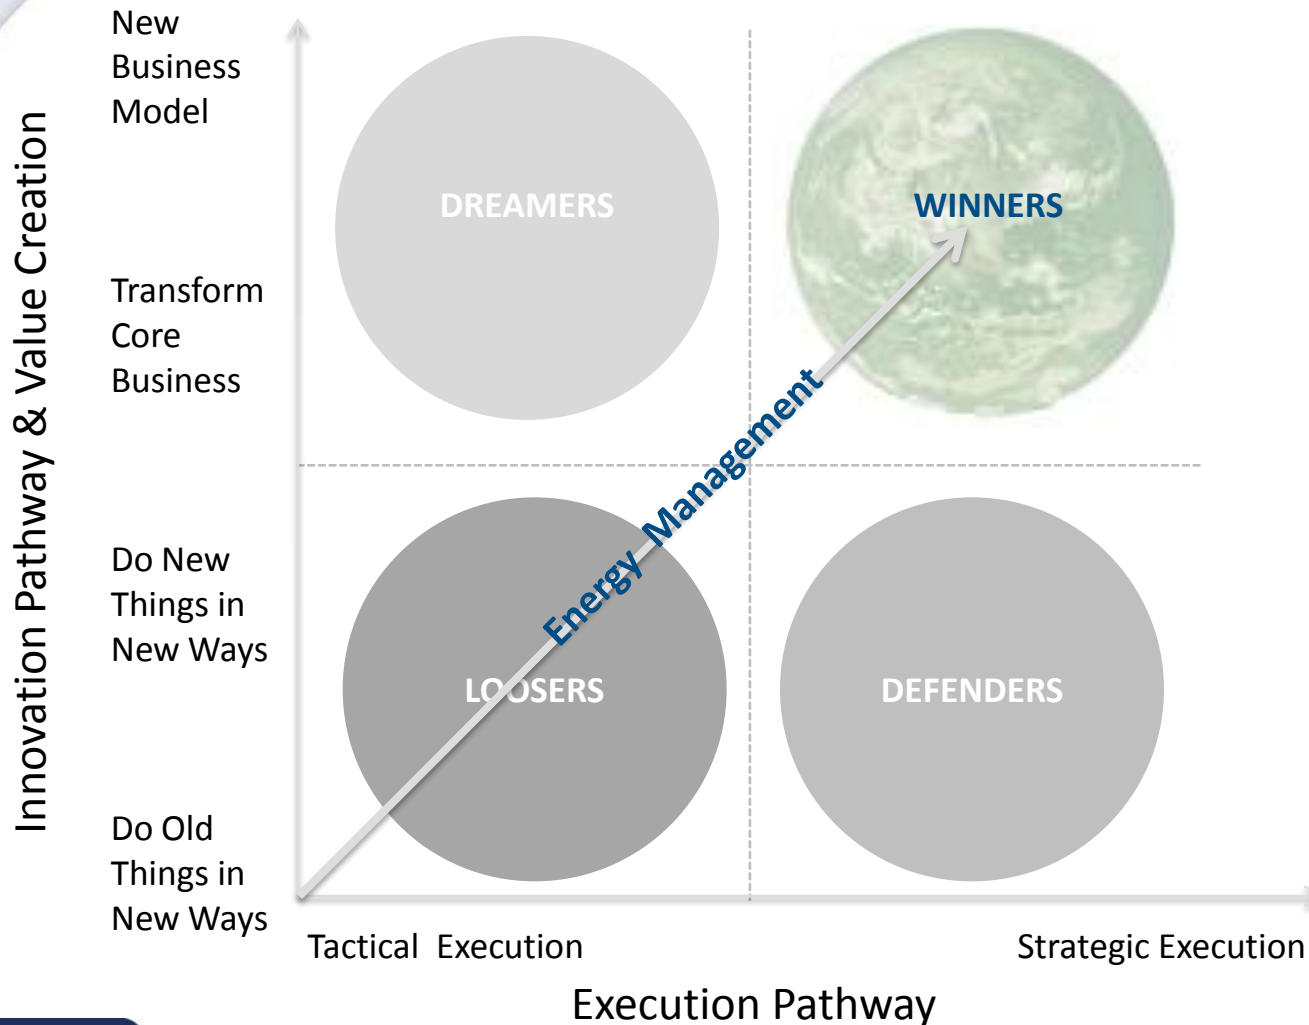 New
Business
Model
Innovation Pathway & Value Creation
DREAMERS
WINNERS
Transform
Core
Business
Energy Management
Do New
Things in
New Ways
LOOSERS
DEFENDERS
Do Old
Things in
New Ways
Tactical Execution
Strategic Execution
Execution Pathway